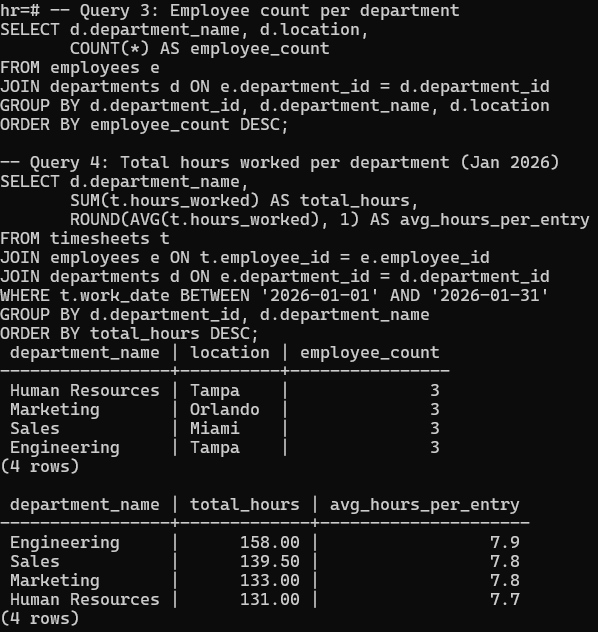 hr=# -- Query 3: Employee count per department
SELECT d.department_name, d.location,
       COUNT(*) AS employee_count
FROM employees e
JOIN departments d ON e.department_id = d.department_id
GROUP BY d.department_id, d.department_name, d.location
ORDER BY employee_count DESC;

-- Query 4: Total hours worked per department (Jan 2026)
SELECT d.department_name,
       SUM(t.hours_worked) AS total_hours,
       ROUND(AVG(t.hours_worked), 1) AS avg_hours_per_entry
FROM timesheets t
JOIN employees e ON t.employee_id = e.employee_id
JOIN departments d ON e.department_id = d.department_id
WHERE t.work_date BETWEEN '2026-01-01' AND '2026-01-31'
GROUP BY d.department_id, d.department_name
ORDER BY total_hours DESC;
 department_name | location | employee_count
-----------------+----------+----------------
 Human Resources | Tampa    |              3
 Marketing       | Orlando  |              3
 Sales           | Miami    |              3
 Engineering     | Tampa    |              3
(4 rows)

 department_name | total_hours | avg_hours_per_entry
-----------------+-------------+---------------------
 Engineering     |      158.00 |                 7.9
 Sales           |      139.50 |                 7.8
 Marketing       |      133.00 |                 7.8
 Human Resources |      131.00 |                 7.7
(4 rows)